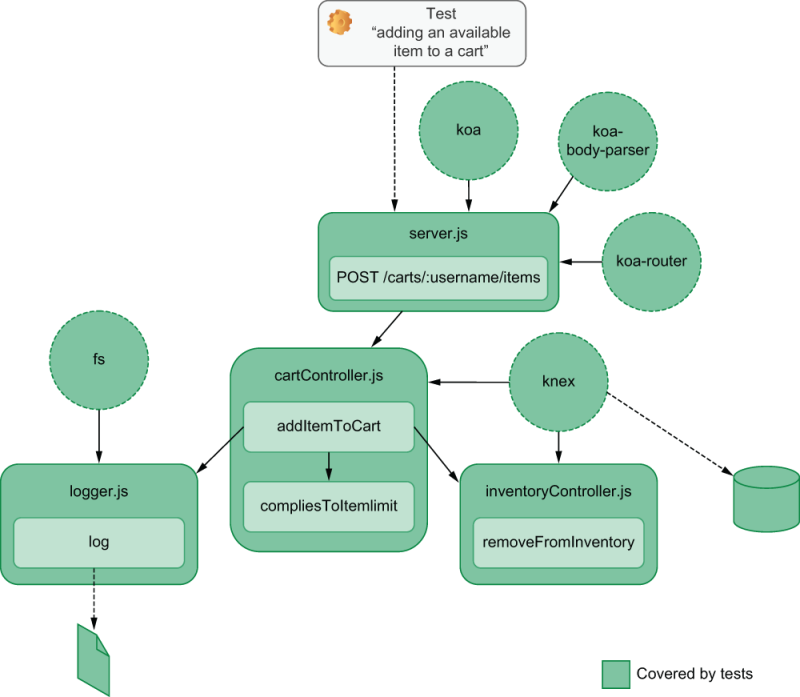 Test
“adding an available
item to a cart”
koa
koa-
body-parser
server.js
POST /carts/:username/items
koa-router
fs
cartController.js
knex
addItemToCart
logger.js
compliesToItemlimit
inventoryController.js
log
removeFromInventory
Covered by tests